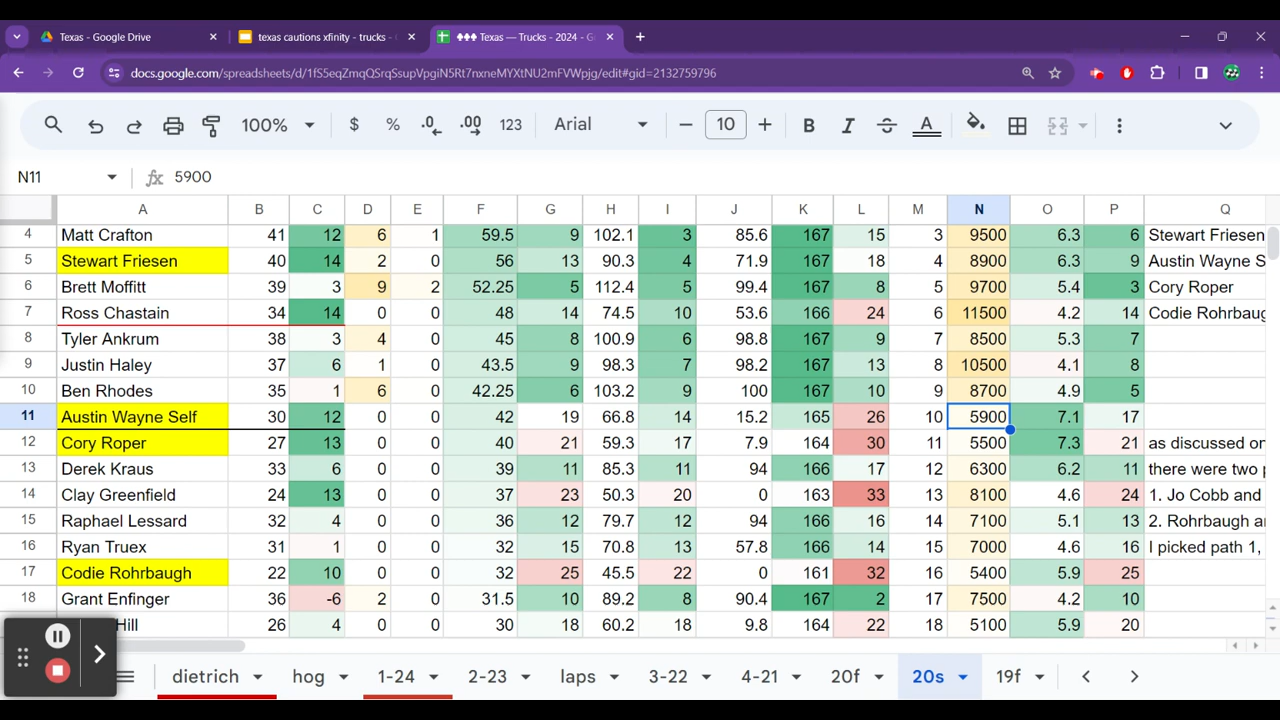 Texas - Google Drive
texas cautions xfinity - trucks -
♦♦♦ Texas — Trucks - 2024 - G
docs.google.com/spreadsheets/d/1fS5eqZmqQSrqSsupVpgiN5Rt7nxneMYXtNU2mFVWpjg/edit#gid=2132759796
100% $ % .0 .00 123 Arial 10 B I S A
N11 fx 5900
A B C D E F G H I J K L M N O P Q
4 Matt Crafton 41 12 6 1 59.5 9 102.1 3 85.6 167 15 3 9500 6.3 6 Stewart Friesen
5 Stewart Friesen 40 14 2 0 56 13 90.3 4 71.9 167 18 4 8900 6.3 9 Austin Wayne S
6 Brett Moffitt 39 3 9 2 52.25 5 112.4 5 99.4 167 8 5 9700 5.4 3 Cory Roper
7 Ross Chastain 34 14 0 0 48 14 74.5 10 53.6 166 24 6 11500 4.2 14 Codie Rohrbaug
8 Tyler Ankrum 38 3 4 0 45 8 100.9 6 98.8 167 9 7 8500 5.3 7
9 Justin Haley 37 6 1 0 43.5 9 98.3 7 98.2 167 13 8 10500 4.1 8
10 Ben Rhodes 35 1 6 0 42.25 6 103.2 9 100 167 10 9 8700 4.9 5
11 Austin Wayne Self 30 12 0 0 42 19 66.8 14 15.2 165 26 10 5900 7.1 17
12 Cory Roper 27 13 0 0 40 21 59.3 17 7.9 164 30 11 5500 7.3 21 as discussed on
13 Derek Kraus 33 6 0 0 39 11 85.3 11 94 166 17 12 6300 6.2 11 there were two p
14 Clay Greenfield 24 13 0 0 37 23 50.3 20 0 163 33 13 8100 4.6 24 1. Jo Cobb and
15 Raphael Lessard 32 4 0 0 36 12 79.7 12 94 166 16 14 7100 5.1 13 2. Rohrbaugh a
16 Ryan Truex 31 1 0 0 32 15 70.8 13 57.8 166 14 15 7000 4.6 16 I picked path 1,
17 Codie Rohrbaugh 22 10 0 0 32 25 45.5 22 0 161 32 16 5400 5.9 25
18 Grant Enfinger 36 -6 2 0 31.5 10 89.2 8 90.4 167 2 17 7500 4.2 10
Hill 26 4 0 0 30 18 60.2 18 9.8 164 22 18 5100 5.9 20
dietrich hog 1-24 2-23 laps 3-22 4-21 20f 20s 19f